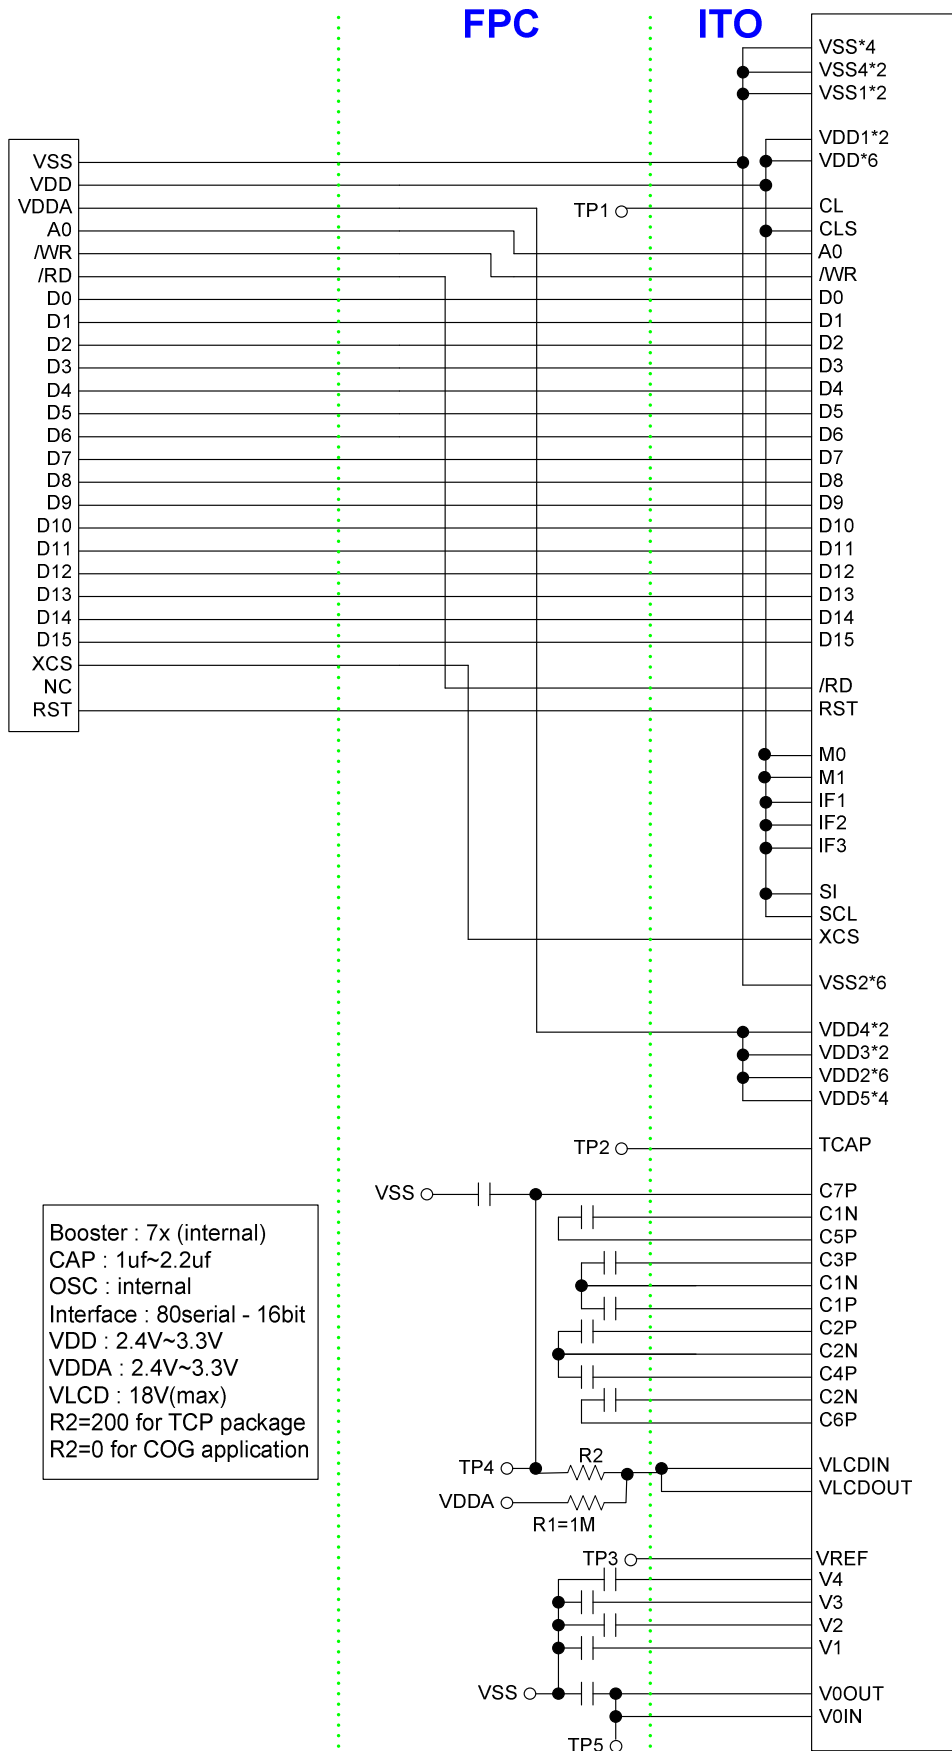 FPC
ITO
VSS
VDD
VDDA
A0
/WR
/RD
D0
D1
D2
D3
D4
D5
D6
D7
D8
D9
D10
D11
D12
D13
D14
D15
XCS
NC
RST
VSS*4
VSS4*2
VSS1*2
VDD1*2
VDD*6
TP1
CL
CLS
A0
/WR
D0
D1
D2
D3
D4
D5
D6
D7
D8
D9
D10
D11
D12
D13
D14
D15
/RD
RST
M0
M1
IF1
IF2
IF3
SI
SCL
XCS
VSS2*6
VDD4*2
VDD3*2
VDD2*6
VDD5*4
TP2
TCAP
VSS
C7P
C1N
C5P
C3P
C1N
C1P
C2P
C2N
C4P
C2N
C6P
Booster : 7x (internal)
CAP : 1uf~2.2uf
OSC : internal
Interface : 80serial - 16bit
VDD : 2.4V~3.3V
VDDA : 2.4V~3.3V
VLCD : 18V(max)
R2=200 for TCP package
R2=0 for COG application
TP4
R2
VLCDIN
VDDA
VLCDOUT
R1=1M
TP3
VREF
V4
V3
V2
V1
VSS
V0OUT
V0IN
TP5